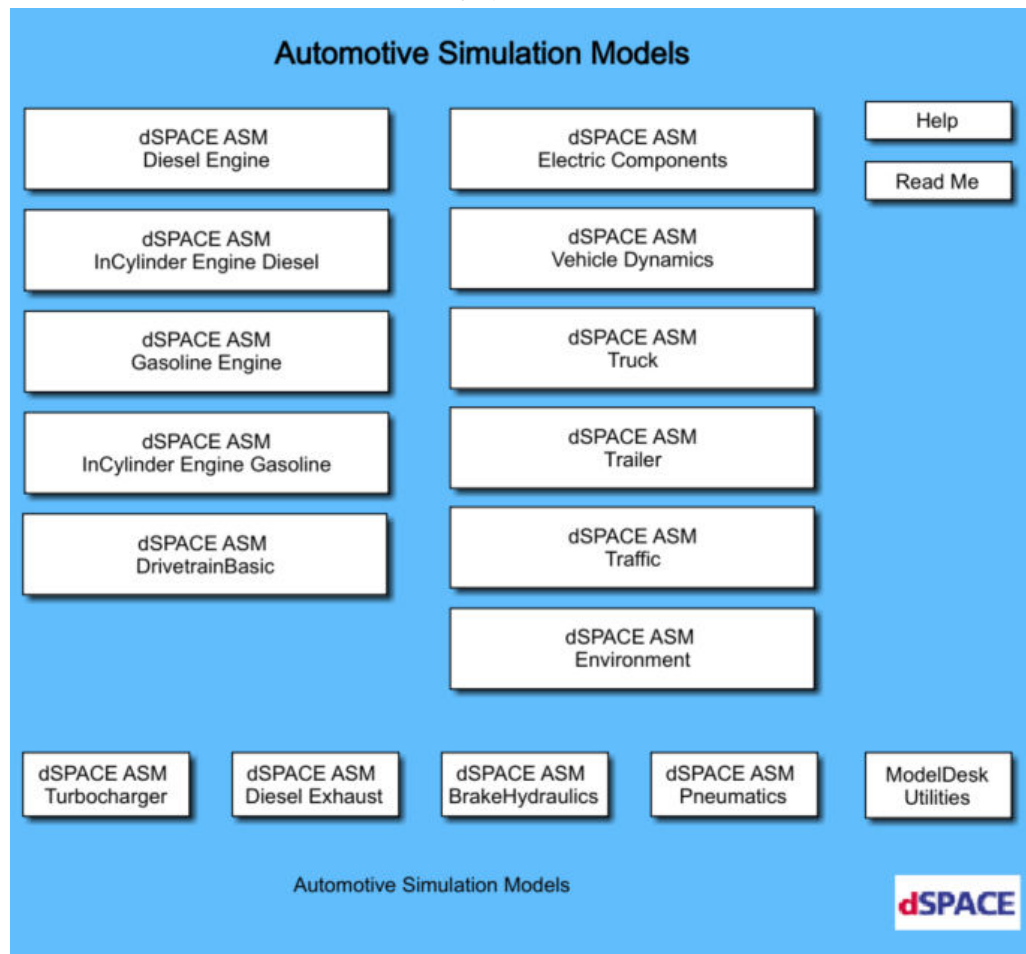 Automotive Simulation Models
dSPACE ASM
Diesel Engine
dSPACE ASM
InCylinder Engine Diesel
dSPACE ASM
Gasoline Engine
dSPACE ASM
InCylinder Engine Gasoline
dSPACE ASM
DrivetrainBasic
dSPACE ASM
Electric Components
dSPACE ASM
Vehicle Dynamics
dSPACE ASM
Truck
dSPACE ASM
Trailer
dSPACE ASM
Traffic
dSPACE ASM
Environment
Help
Read Me
dSPACE ASM
Turbocharger
dSPACE ASM
Diesel Exhaust
dSPACE ASM
BrakeHydraulics
dSPACE ASM
Pneumatics
ModelDesk
Utilities
Automotive Simulation Models
dSPACE